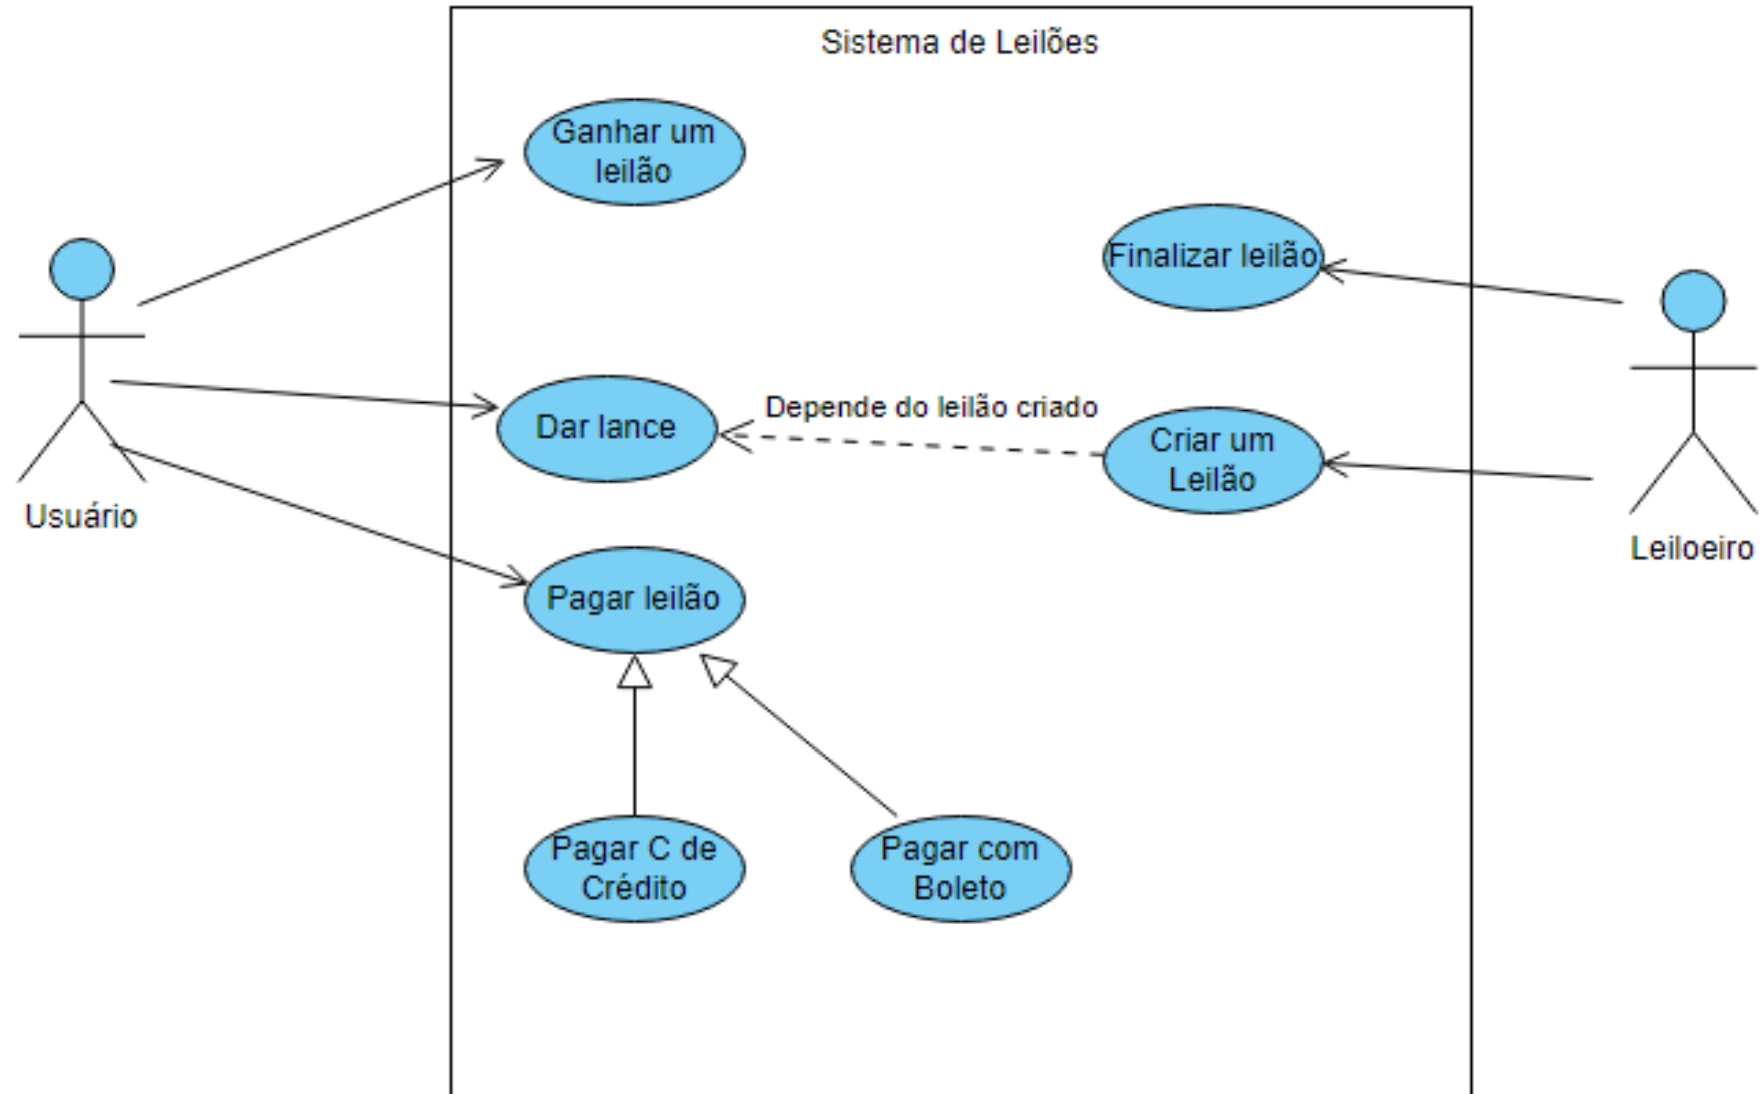 Sistema de Leilões
Ganhar um
leilão
Finalizar leilão
Dar lance
Depende do leilão criado
Criar um
Leilão
Usuário
Leiloeiro
Pagar leilão
Pagar C de
Crédito
Pagar com
Boleto